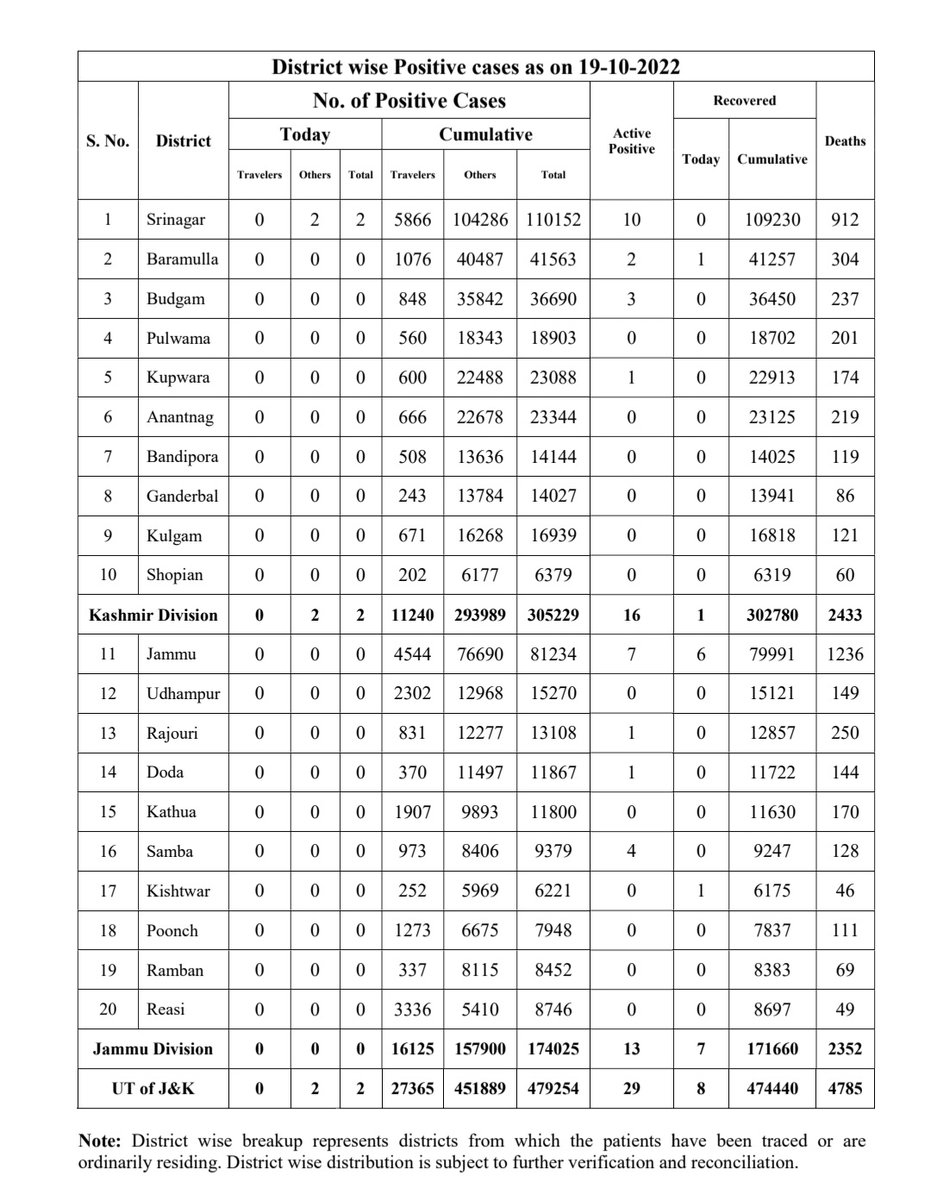 District wise Positive cases as on 19-10-2022
S. No. District No. of Positive Cases Active Positive Recovered Deaths
Today Cumulative Today Cumulative
Travelers Others Total Travelers Others Total
1 Srinagar 0 2 2 5866 104286 110152 10 0 109230 912
2 Baramulla 0 0 0 1076 40487 41563 2 1 41257 304
3 Budgam 0 0 0 848 35842 36690 3 0 36450 237
4 Pulwama 0 0 0 560 18343 18903 0 0 18702 201
5 Kupwara 0 0 0 600 22488 23088 1 0 22913 174
6 Anantnag 0 0 0 666 22678 23344 0 0 23125 219
7 Bandipora 0 0 0 508 13636 14144 0 0 14025 119
8 Ganderbal 0 0 0 243 13784 14027 0 0 13941 86
9 Kulgam 0 0 0 671 16268 16939 0 0 16818 121
10 Shopian 0 0 0 202 6177 6379 0 0 6319 60
Kashmir Division 0 2 2 11240 293989 305229 16 1 302780 2433
11 Jammu 0 0 0 4544 76690 81234 7 6 79991 1236
12 Udhampur 0 0 0 2302 12968 15270 0 0 15121 149
13 Rajouri 0 0 0 831 12277 13108 1 0 12857 250
14 Doda 0 0 0 370 11497 11867 1 0 11722 144
15 Kathua 0 0 0 1907 9893 11800 0 0 11630 170
16 Samba 0 0 0 973 8406 9379 4 0 9247 128
17 Kishtwar 0 0 0 252 5969 6221 0 1 6175 46
18 Poonch 0 0 0 1273 6675 7948 0 0 7837 111
19 Ramban 0 0 0 337 8115 8452 0 0 8383 69
20 Reasi 0 0 0 3336 5410 8746 0 0 8697 49
Jammu Division 0 0 0 16125 157900 174025 13 7 171660 2352
UT of J&K 0 2 2 27365 451889 479254 29 8 474440 4785
Note: District wise breakup represents districts from which the patients have been traced or are
ordinarily residing. District wise distribution is subject to further verification and reconciliation.